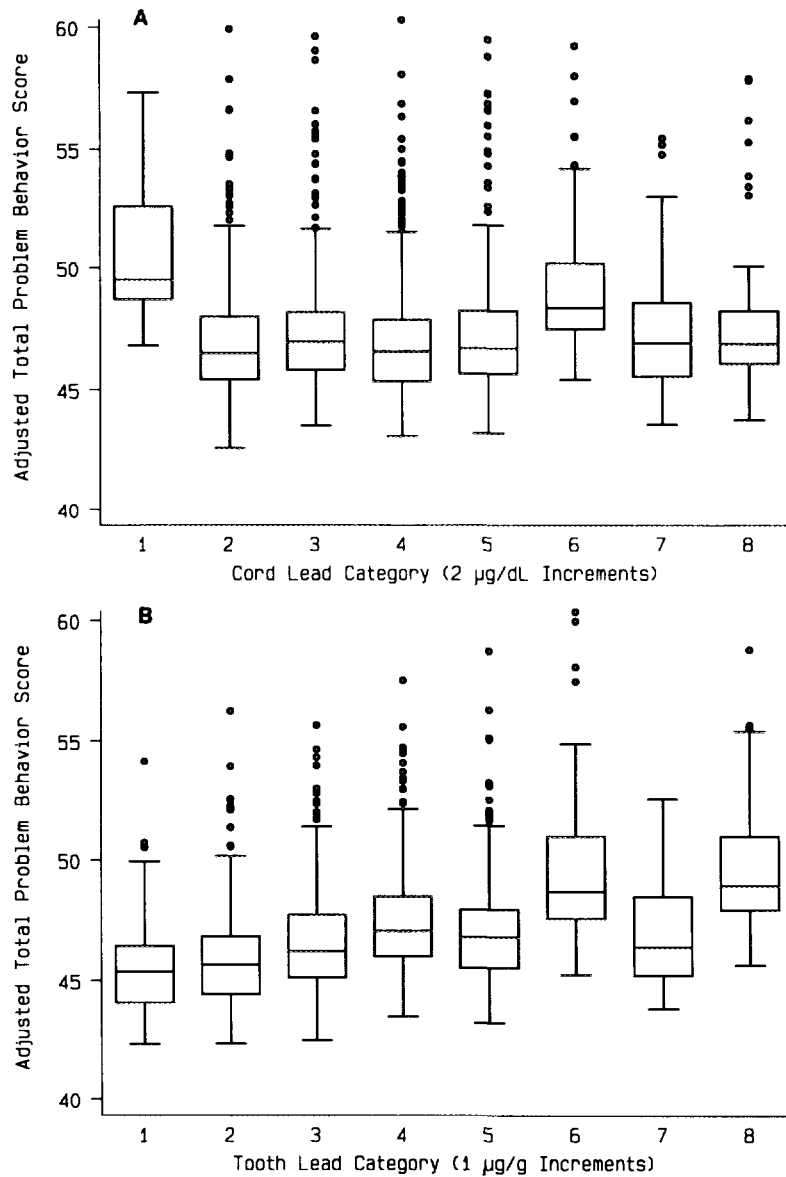 A
Adjusted Total Problem Behavior Score
60
55
50
45
40
1 2 3 4 5 6 7 8
Cord Lead Category (2 µg/dL Increments)
B
Adjusted Total Problem Behavior Score
60
55
50
45
40
1 2 3 4 5 6 7 8
Tooth Lead Category (1 µg/g Increments)